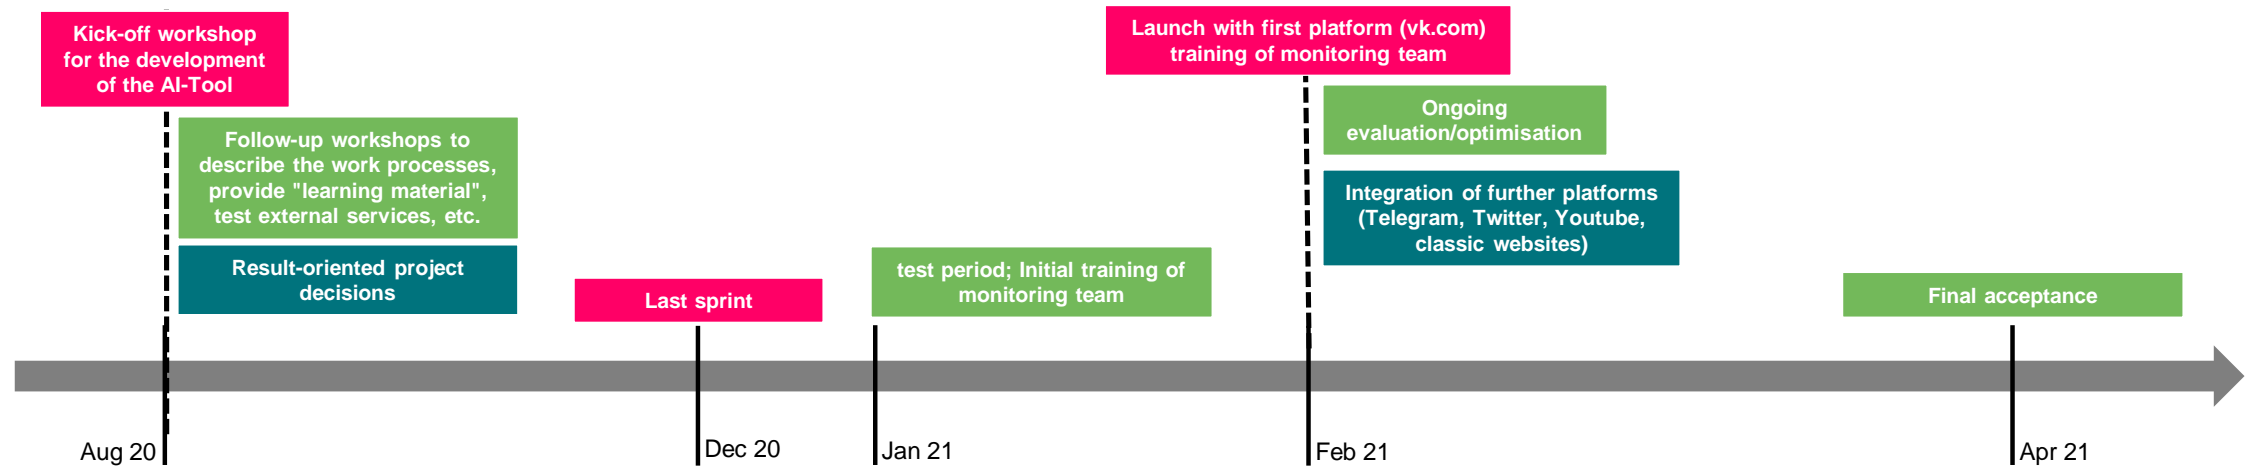 Kick-off workshop
for the development
of the AI-Tool
Follow-up workshops to
describe the work processes,
provide "learning material",
test external services, etc.
Result-oriented project
decisions
Last sprint
test period; Initial training of
monitoring team
Launch with first platform (vk.com)
training of monitoring team
Ongoing
evaluation/optimisation
Integration of further platforms
(Telegram, Twitter, Youtube,
classic websites)
Final acceptance
Aug 20
Dec 20
Jan 21
Feb 21
Apr 21